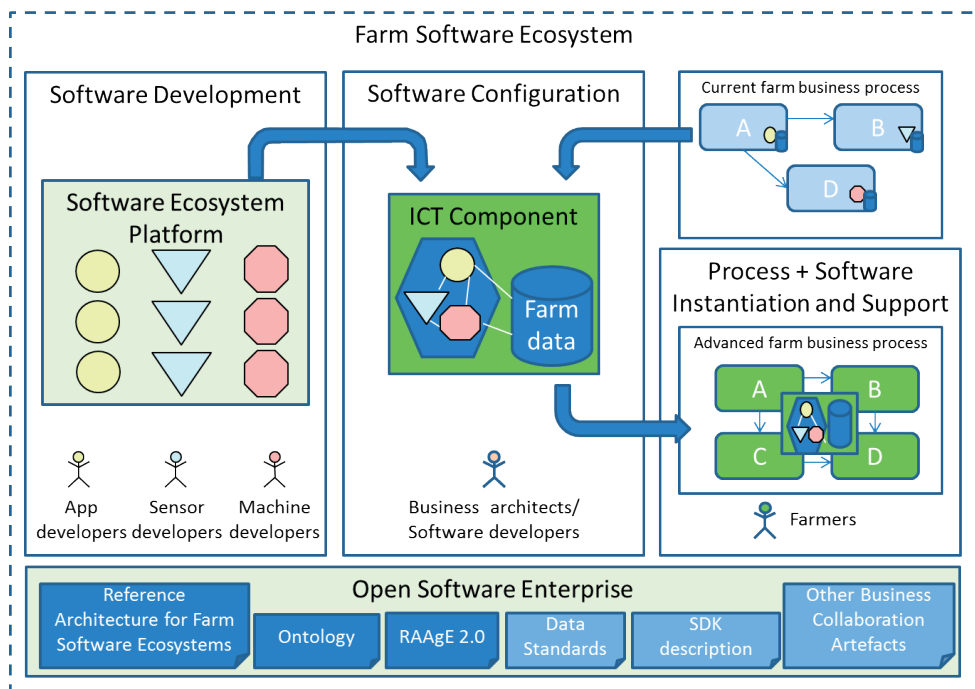 Farm Software Ecosystem
Software Development
Software Ecosystem
Platform
App
developers
Sensor
developers
Machine
developers
Software Configuration
ICT Component
Farm
data
Business architects/
Software developers
Current farm business process
A
B
D
Process + Software
Instantiation and Support
Advanced farm business process
A
B
C
D
Farmers
Open Software Enterprise
Reference
Architecture for Farm
Software Ecosystems
Ontology
RAAgE 2.0
Data
Standards
SDK
description
Other Business
Collaboration
Artefacts